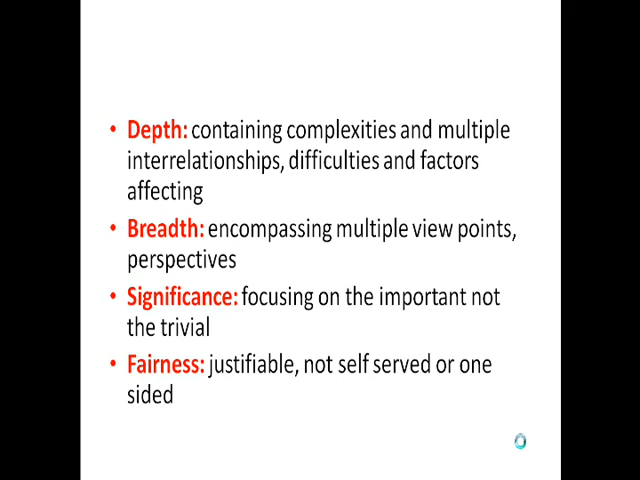 • Depth: containing complexities and multiple
interrelationships, difficulties and factors
affecting
• Breadth: encompassing multiple view points,
perspectives
• Significance: focusing on the important not
the trivial
• Fairness: justifiable, not self served or one
sided